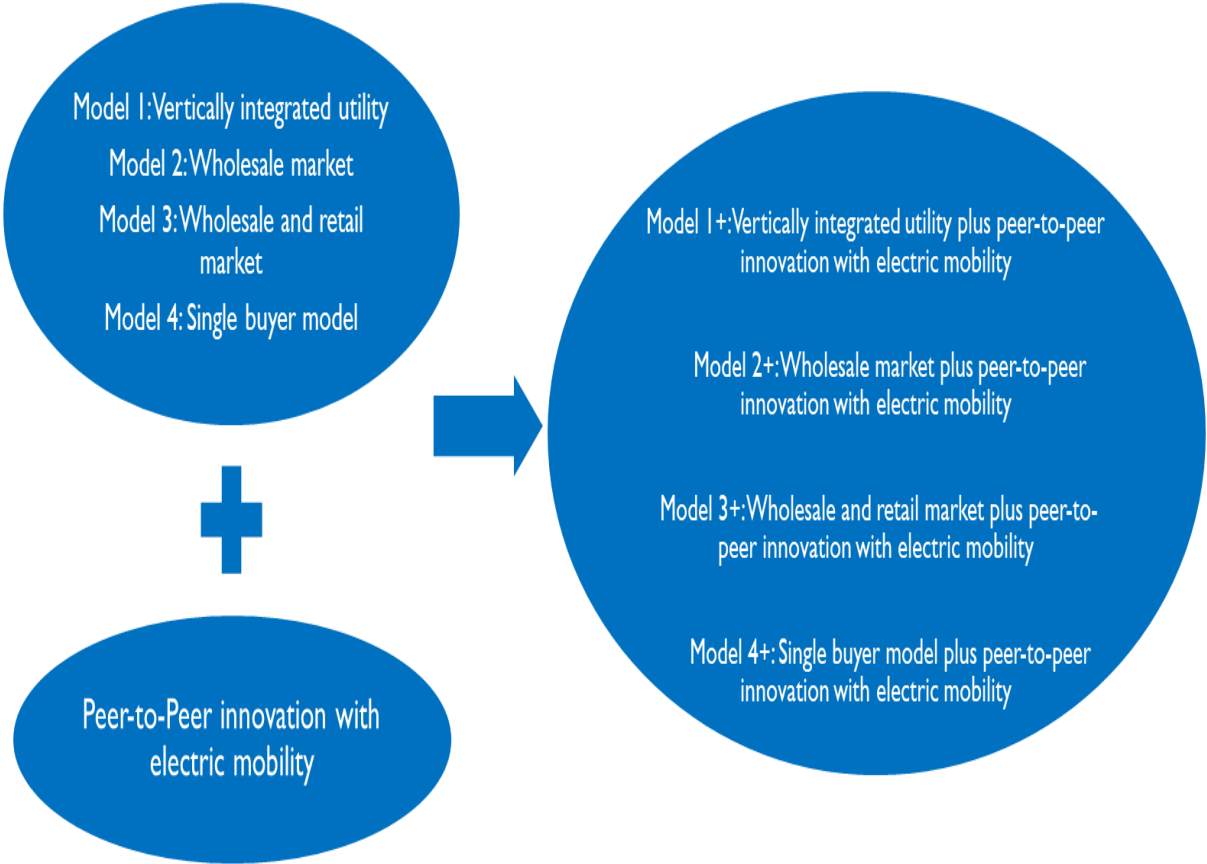 Model 1: Vertically integrated utility
Model 2: Wholesale market
Model 3: Wholesale and retail
market
Model 4: Single buyer model
Peer-to-Peer innovation with
electric mobility
Model 1+: Vertically integrated utility plus peer-to-peer
innovation with electric mobility
Model 2+: Wholesale market plus peer-to-peer
innovation with electric mobility
Model 3+: Wholesale and retail market plus peer-to-
peer innovation with electric mobility
Model 4+: Single buyer model plus peer-to-peer
innovation with electric mobility